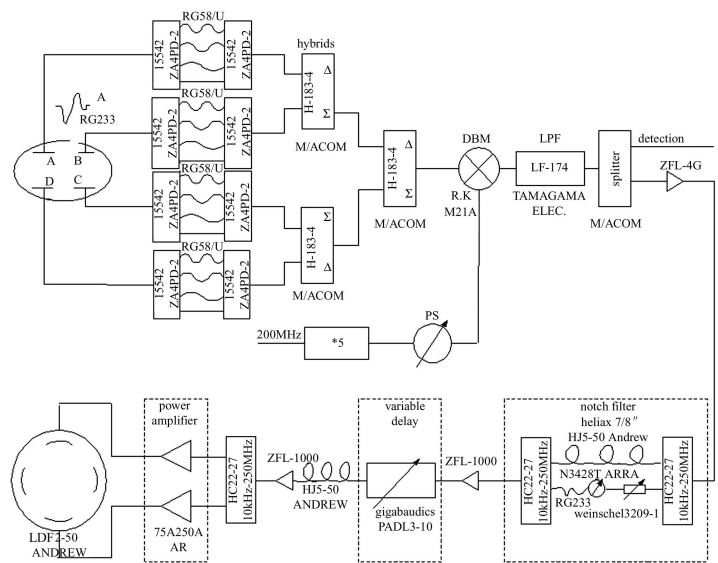 RG58/U
15542
ZA4PD-2
15542
ZA4PD-2
hybrids
H-183-4
Δ
Σ
M/ACOM
A
RG233
RG58/U
15542
ZA4PD-2
15542
ZA4PD-2
A
B
D
C
RG58/U
15542
ZA4PD-2
15542
ZA4PD-2
H-183-4
Σ
Δ
M/ACOM
RG58/U
15542
ZA4PD-2
15542
ZA4PD-2
H-183-4
M/ACOM
DBM
R.K
M21A
LPF
LF-174
TAMAGAMA
ELEC.
splitter
M/ACOM
detection
ZFL-4G
200MHz
*5
PS
power
amplifier
75A250A
AR
LDF2-50
ANDREW
HC22-27
10kHz-250MHz
ZFL-1000
HJ5-50
ANDREW
variable
delay
gigabaudics
PADL3-10
ZFL-1000
notch filter
heliax 7/8″
HJ5-50 Andrew
HC22-27
10kHz-250MHz
N3428T ARRA
RG233
weinschel3209-1
HC22-27
10kHz-250MHz